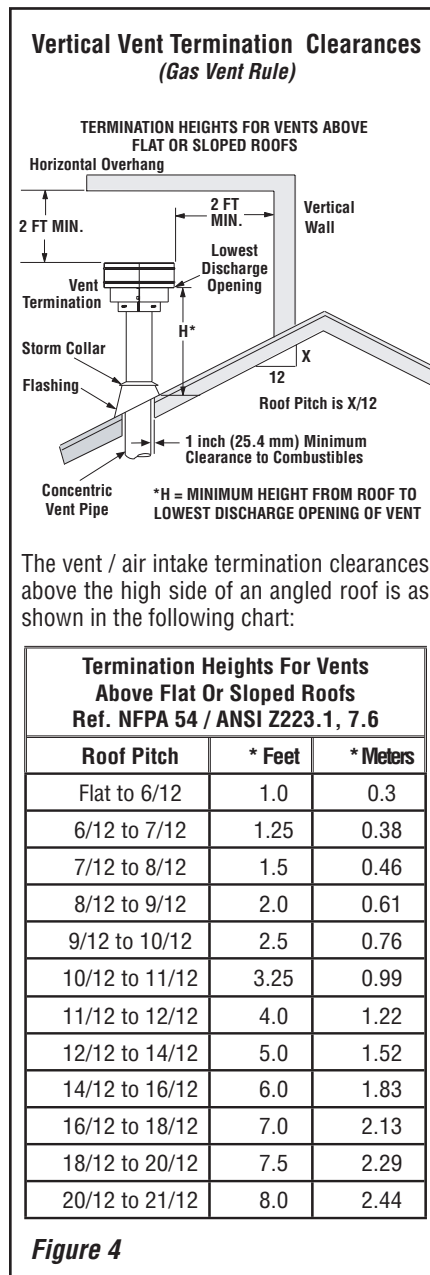 Vertical Vent Termination Clearances
(Gas Vent Rule)
TERMINATION HEIGHTS FOR VENTS ABOVE
FLAT OR SLOPED ROOFS
Horizontal Overhang
2 FT MIN.
2 FT
MIN.
Vertical
Wall
Lowest
Discharge
Opening
Vent
Termination
H*
Storm Collar
Flashing
X
12
Roof Pitch is X/12
1 inch (25.4 mm) Minimum
Clearance to Combustibles
Concentric
Vent Pipe
*H = MINIMUM HEIGHT FROM ROOF TO
LOWEST DISCHARGE OPENING OF VENT
The vent / air intake termination clearances
above the high side of an angled roof is as
shown in the following chart:
Termination Heights For Vents
Above Flat Or Sloped Roofs
Ref. NFPA 54 / ANSI Z223.1, 7.6
Roof Pitch * Feet * Meters
Flat to 6/12 1.0 0.3
6/12 to 7/12 1.25 0.38
7/12 to 8/12 1.5 0.46
8/12 to 9/12 2.0 0.61
9/12 to 10/12 2.5 0.76
10/12 to 11/12 3.25 0.99
11/12 to 12/12 4.0 1.22
12/12 to 14/12 5.0 1.52
14/12 to 16/12 6.0 1.83
16/12 to 18/12 7.0 2.13
18/12 to 20/12 7.5 2.29
20/12 to 21/12 8.0 2.44
Figure 4